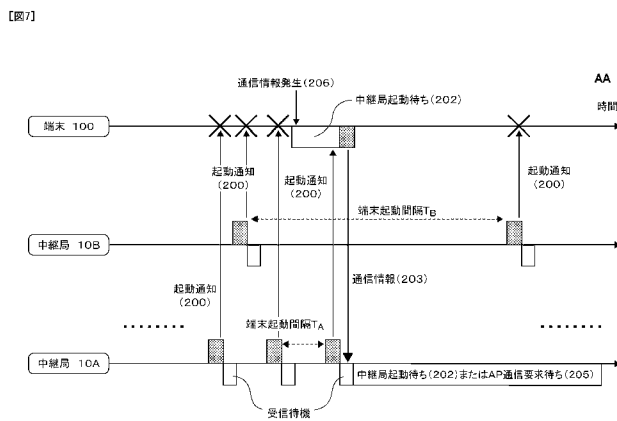 [図7]
通信情報発生(206)
AA
中継局起動待ち(202)
時間
端末 100
起動通知
(200)
起動通知
(200)
起動通知
(200)
端末起動間隔TB
中継局 10B
起動通知
(200)
通信情報(203)
端末起動間隔TA
中継局 10A
中継局起動待ち(202)またはAP通信要求待ち(205)
受信待機